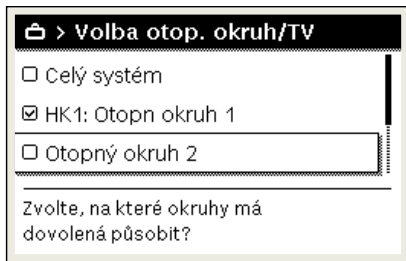 > Volba otop. okruh/TV
Celý systém
HK1: Otopn okruh 1
Otopný okruh 2
Zvolte, na které okruhy má
dovolená působit?